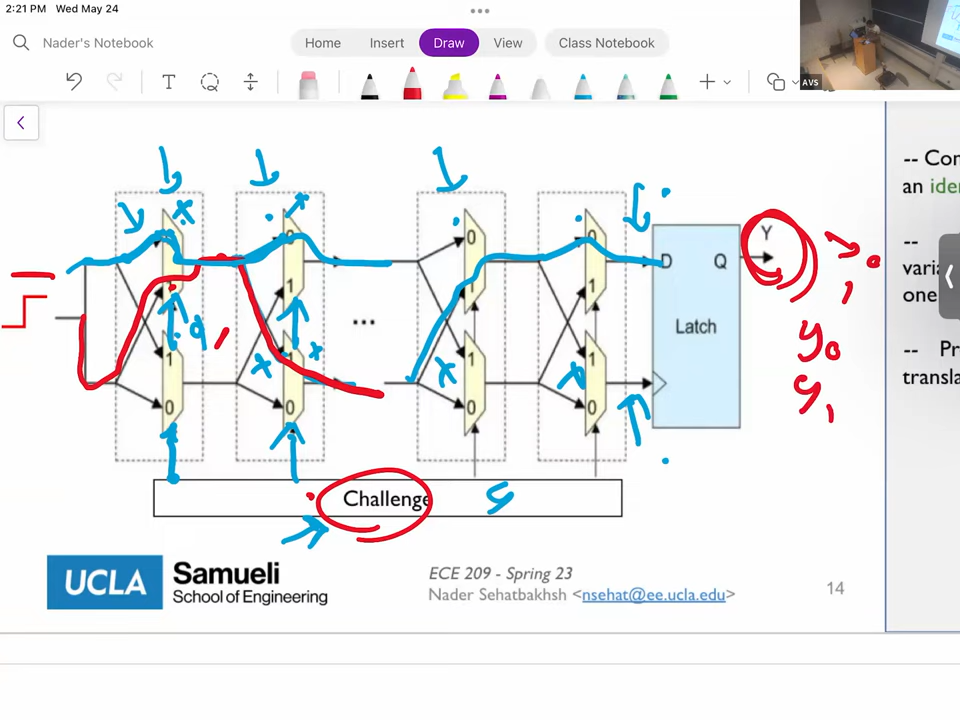 2:21 PM Wed May 24
Nader's Notebook
Home Insert Draw View Class Notebook
AVS
0
0
0
1
1
...
1
1
1
1
0
0
0
0
D Q
Latch
Y
0
1
y0
y1
Challenge
-- Con
an iden
--
varia
one
-- Pr
transla
UCLA Samueli
School of Engineering
ECE 209 - Spring 23
Nader Sehatbakhsh <nsehat@ee.ucla.edu>
14